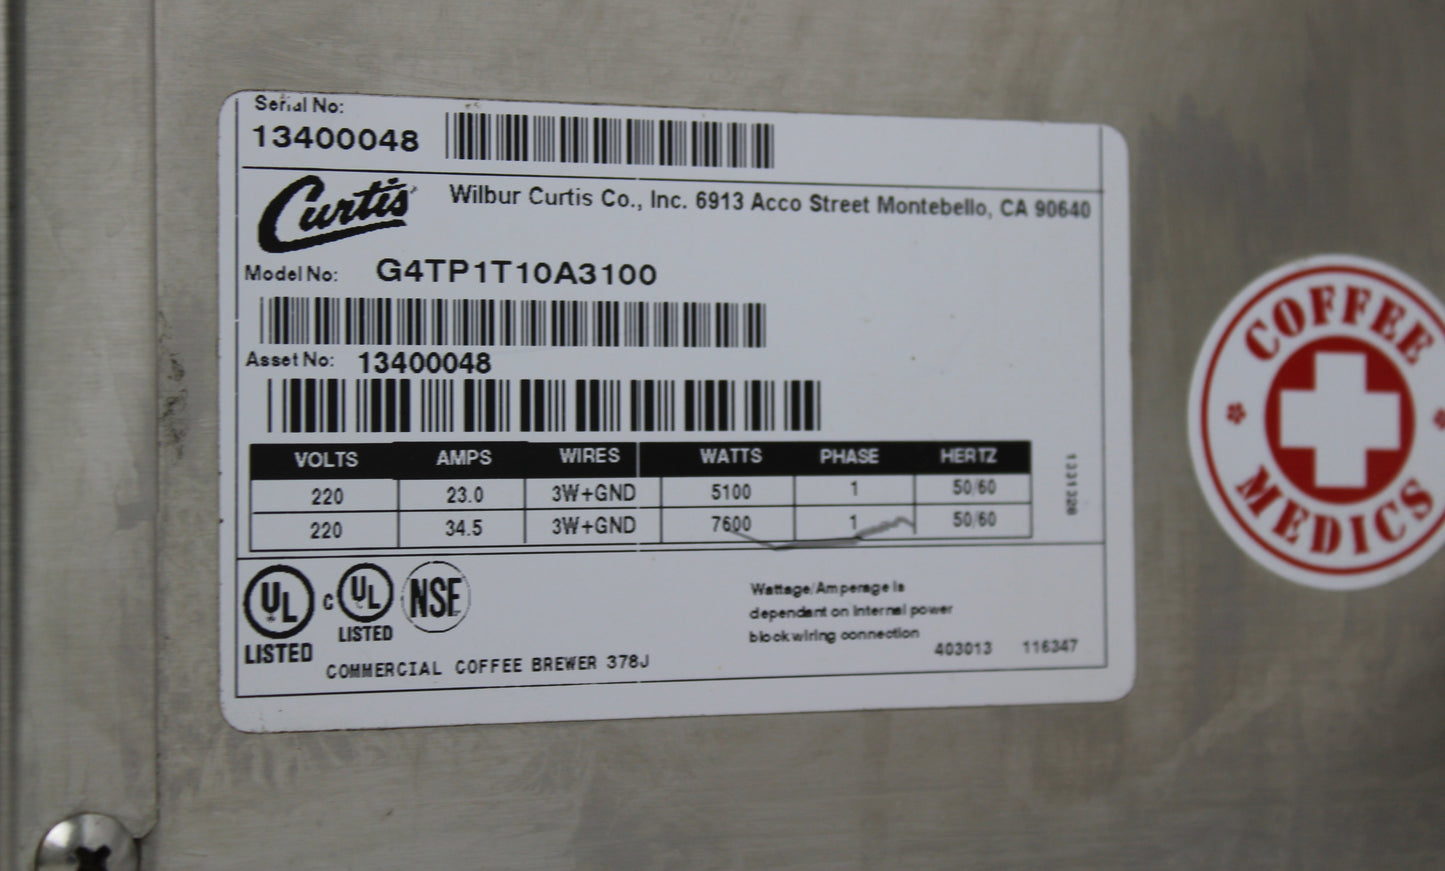 Serial No:
13400048
Curtis
Wilbur Curtis Co., Inc. 6913 Acco Street Montebello, CA 90640
Model No: G4TP1T10A3100
Asset No: 13400048
VOLTS AMPS WIRES WATTS PHASE HERTZ
220 23.0 3W+GND 5100 1 50/60
220 34.5 3W+GND 7600 1 50/60
1331328
UL
LISTED
C UL
LISTED
NSF
COMMERCIAL COFFEE BREWER 378J
Wattage/Amperage is
dependant on internal power
block wiring connection
403013 116347
COFFEE
MEDICS